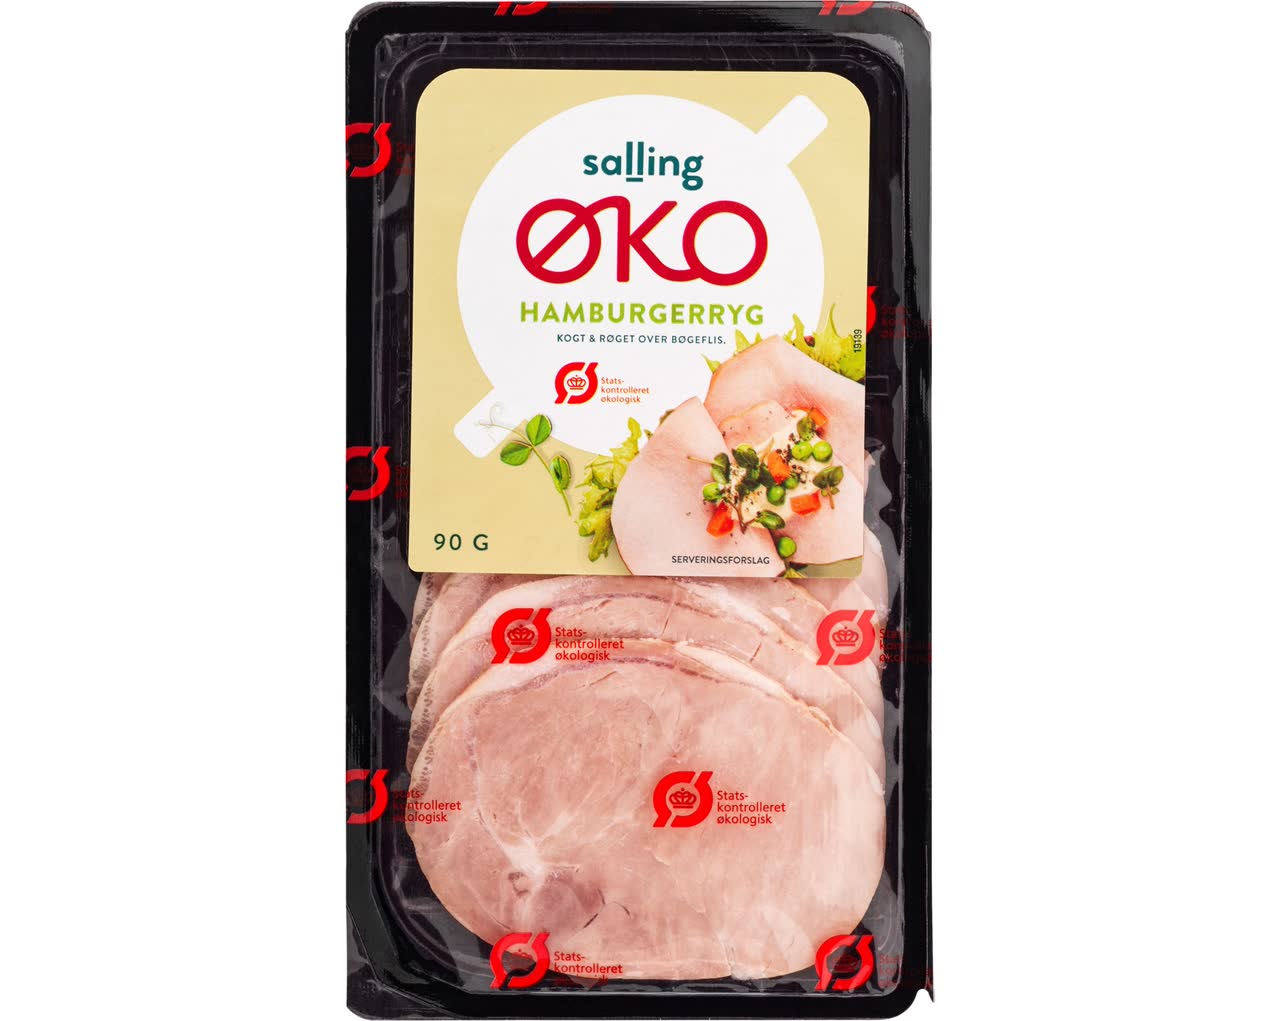 salling
ØKO
HAMBURGERRYG
KOGT & RØGET OVER BØGEFLIS.
19139
Stats-
kontrolleret
økologisk
90 G
SERVERINGSFORSLAG
Stats-
kontrolleret
økologisk
Stats-
kontrolleret
økologisk
Stats-
kontrolleret
økologisk
Stats-
kontrolleret